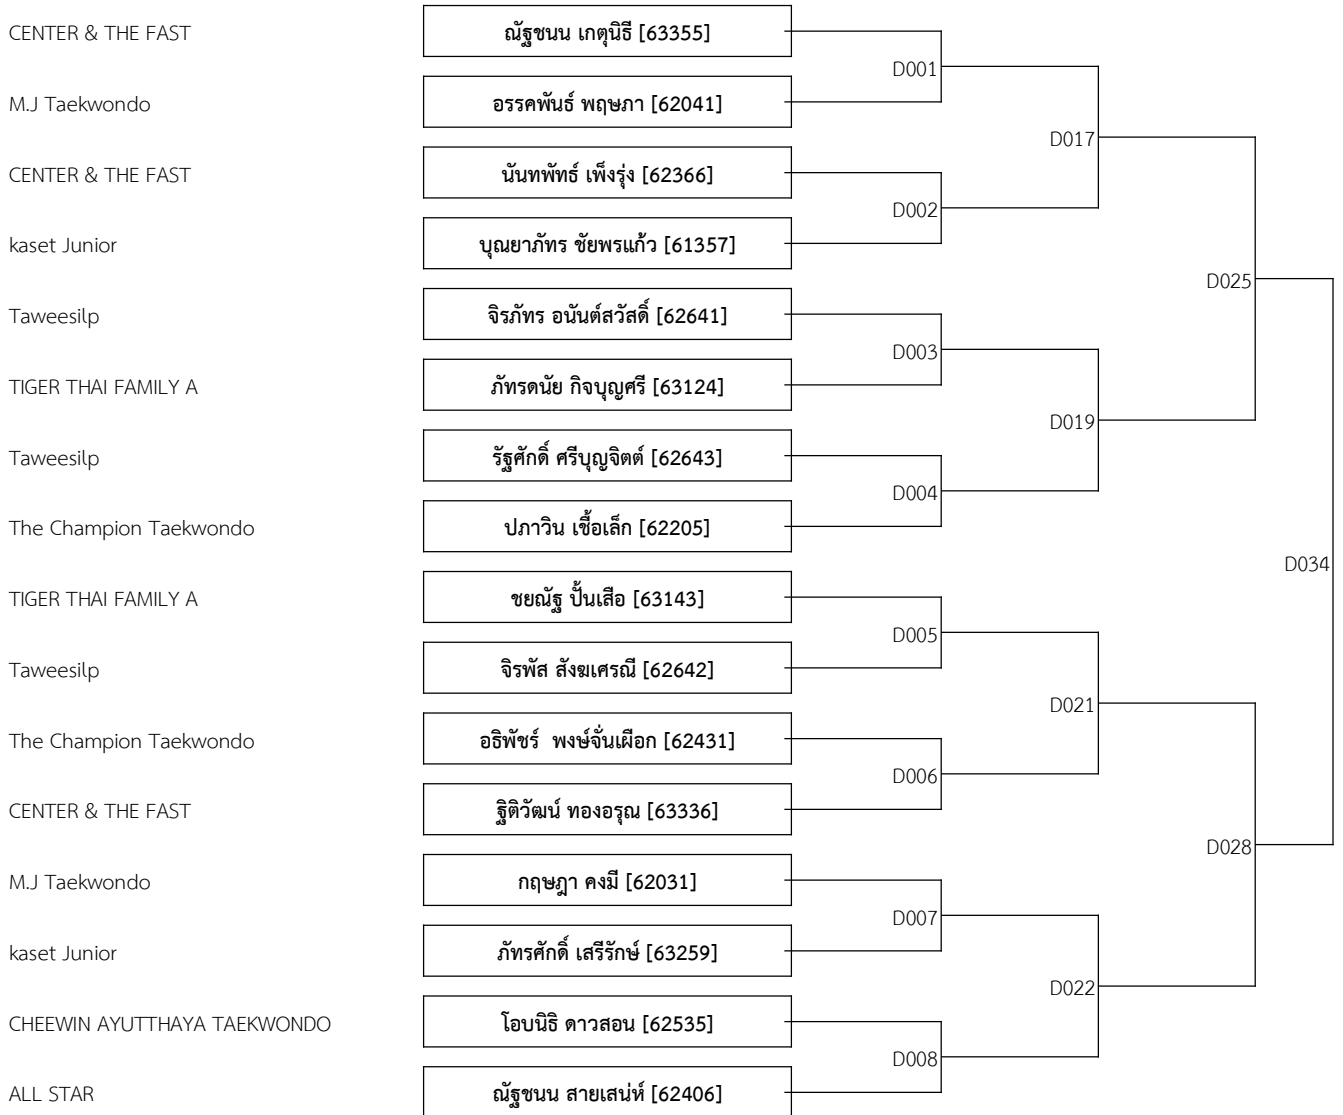 CENTER & THE FAST ณัฐชนน เกตุนิธี [63355]
D001
M.J Taekwondo อรรคพันธ์ พฤษภา [62041]
D017
CENTER & THE FAST นันทพัทธ์ เพ็งรุ่ง [62366]
D002
kaset Junior บุณยาภัทร ชัยพรแก้ว [61357]
D025
Taweesilp จิรภัทร อนันต์สวัสดิ์ [62641]
D003
TIGER THAI FAMILY A ภัทรดนัย กิจบุญศรี [63124]
D019
Taweesilp รัฐศักดิ์ ศรีบุญจิตต์ [62643]
D004
The Champion Taekwondo ปภาวิน เชื้อเล็ก [62205]
D034
TIGER THAI FAMILY A ชยณัฐ ปั้นเสือ [63143]
D005
Taweesilp จิรพัส สังฆเศรณี [62642]
D021
The Champion Taekwondo อธิพัชร์  พงษ์จั่นเผือก [62431]
D006
CENTER & THE FAST ฐิติวัฒน์ ทองอรุณ [63336]
D028
M.J Taekwondo กฤษฎา คงมี [62031]
D007
kaset Junior ภัทรศักดิ์ เสรีรักษ์ [63259]
D022
CHEEWIN AYUTTHAYA TAEKWONDO โอบนิธิ ดาวสอน [62535]
D008
ALL STAR ณัฐชนน สายเสน่ห์ [62406]